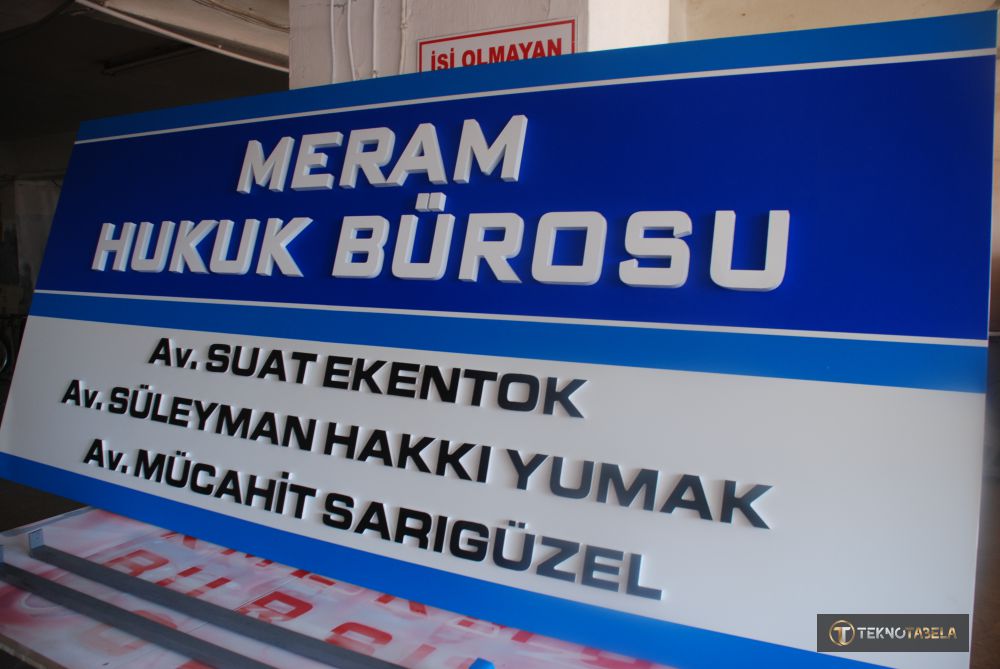 İŞİ OLMAYAN
MERAM
HUKUK BÜROSU
Av. SUAT EKENTOK
Av. SÜLEYMAN HAKKI YUMAK
Av. MÜCAHİT SARIGÜZEL
TEKNOTABELA